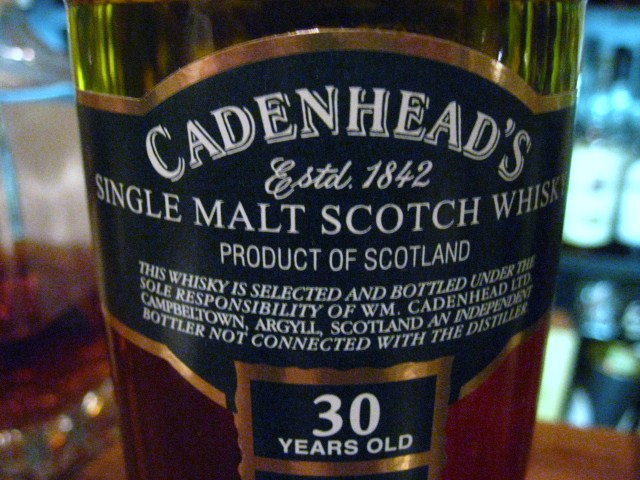 CADENHEAD'S
Estd. 1842
SINGLE MALT SCOTCH WHISKY
PRODUCT OF SCOTLAND
THIS WHISKY IS SELECTED AND BOTTLED UNDER THE
SOLE RESPONSIBILITY OF WM. CADENHEAD LTD
CAMPBELTOWN, ARGYLL, SCOTLAND AN INDEPENDENT
BOTTLER NOT CONNECTED WITH THE DISTILLER
30
YEARS OLD